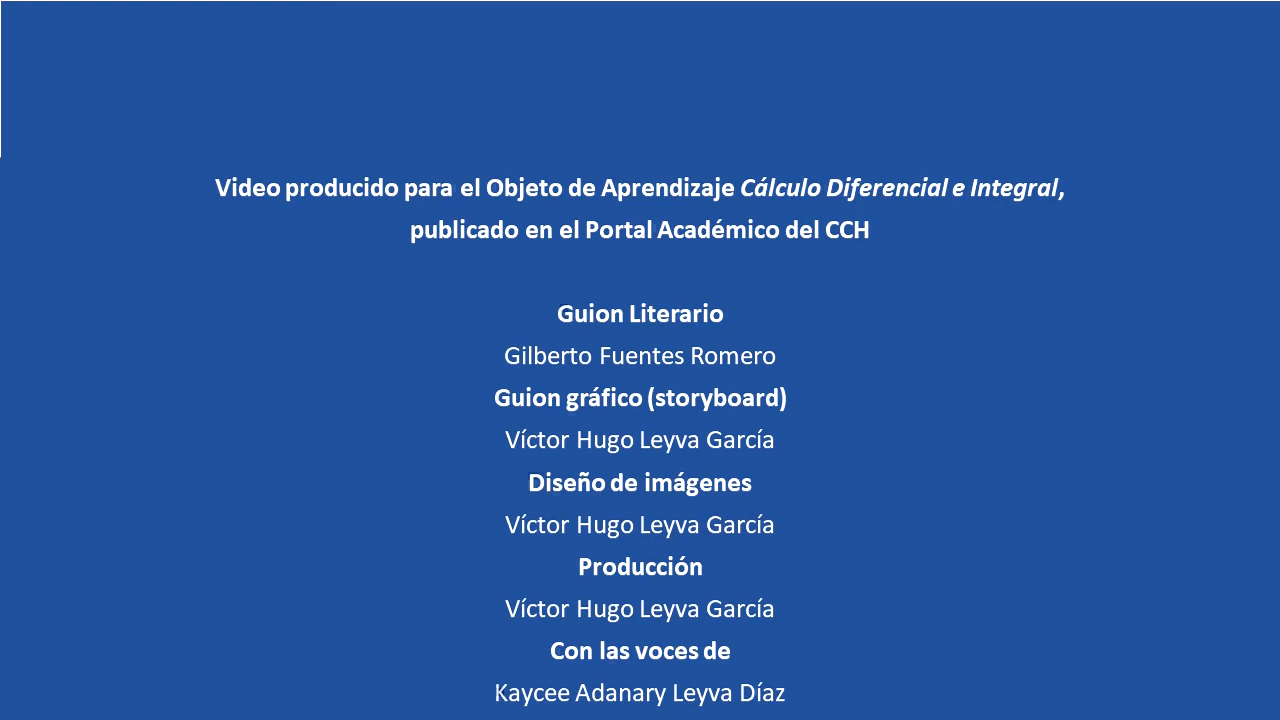 Video producido para el Objeto de Aprendizaje Cálculo Diferencial e Integral,
publicado en el Portal Académico del CCH
Guion Literario
Gilberto Fuentes Romero
Guion gráfico (storyboard)
Víctor Hugo Leyva García
Diseño de imágenes
Víctor Hugo Leyva García
Producción
Víctor Hugo Leyva García
Con las voces de
Kaycee Adanary Leyva Díaz